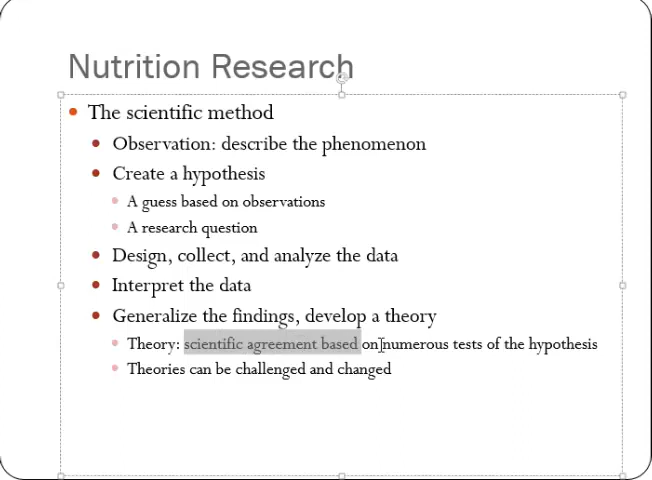 Nutrition Research
The scientific method
Observation: describe the phenomenon
Create a hypothesis
A guess based on observations
A research question
Design, collect, and analyze the data
Interpret the data
Generalize the findings, develop a theory
Theory: scientific agreement based on numerous tests of the hypothesis
Theories can be challenged and changed